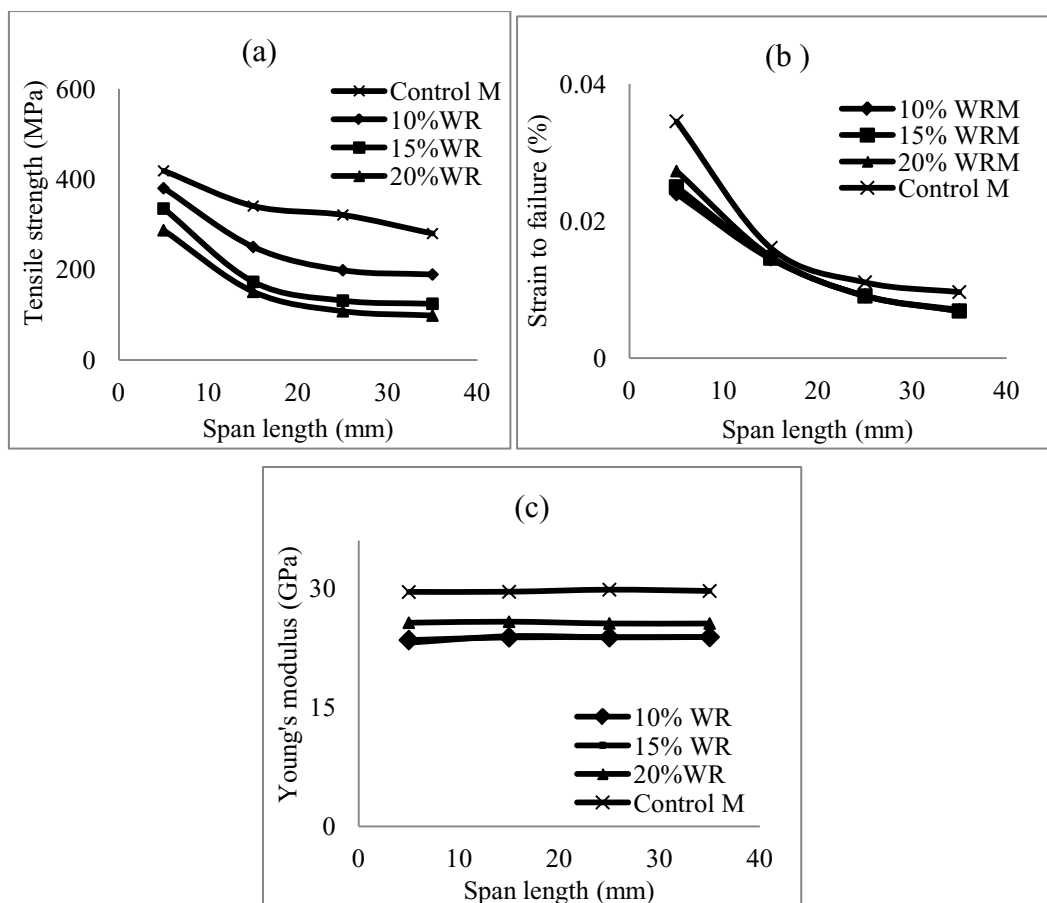 (a)
Tensile strength (MPa)
600
400
200
0
Control M
10%WR
15%WR
20%WR
0 10 20 30 40
Span length (mm)
(b )
Strain to failure (%)
0.04
0.02
0
10% WRM
15% WRM
20% WRM
Control M
0 10 20 30 40
Span length (mm)
(c)
Young's modulus (GPa)
30
15
0
10% WR
15% WR
20%WR
Control M
0 10 20 30 40
Span length (mm)